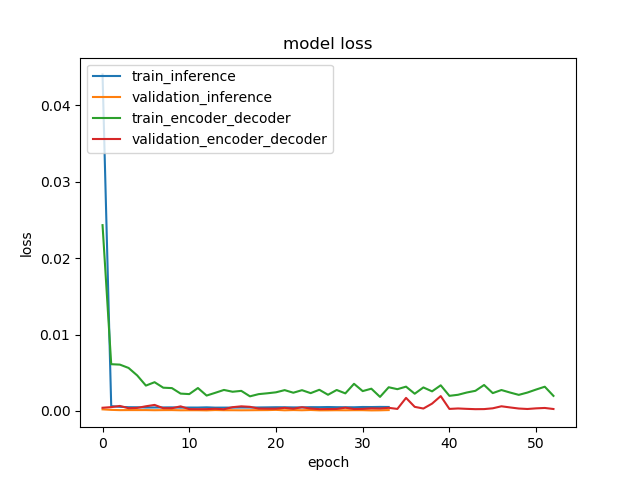 model loss
train_inference
validation_inference
train_encoder_decoder
validation_encoder_decoder
0.04
0.03
0.02
0.01
0.00
loss
0 10 20 30 40 50
epoch